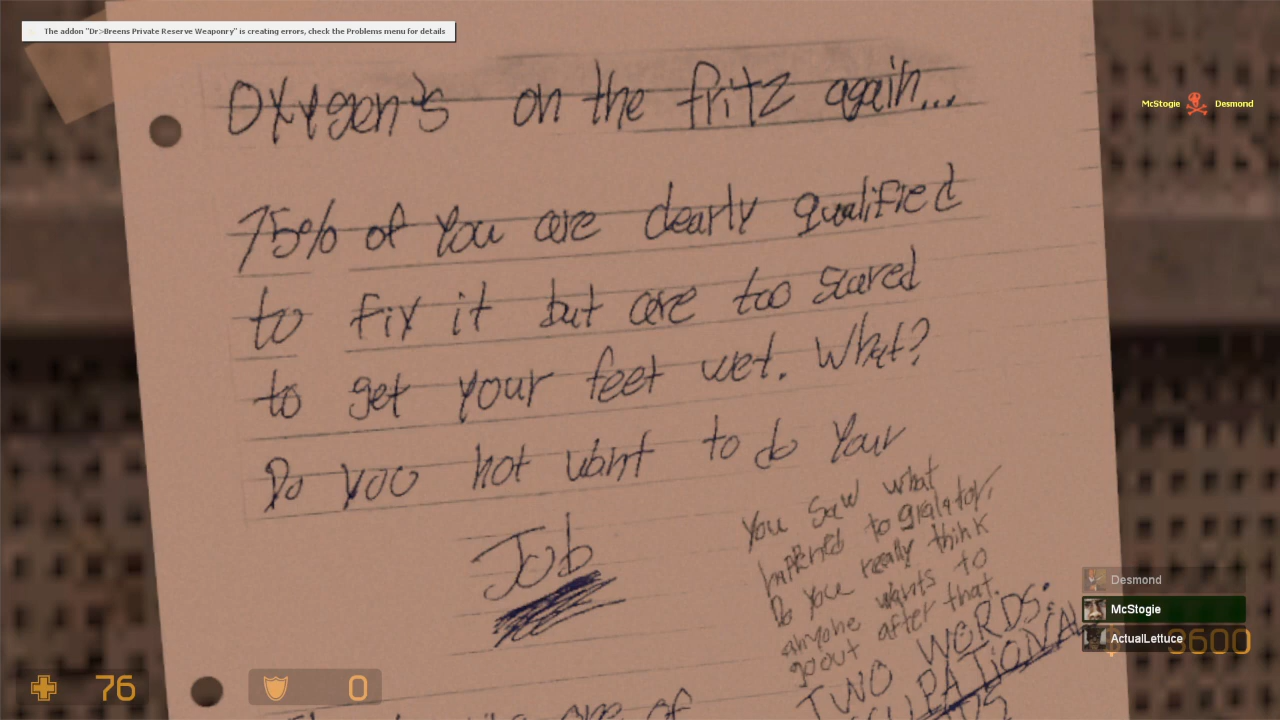 The addon "Dr>Breens Private Reserve Weaponry" is creating errors, check the Problems menu for details
McStogie Desmond
Oxygen's on the fritz again...
75% of you are clearly qualified
to fix it but are too scared
to get your feet wet. What?
Do you not want to do your
Job
You saw what
happened to
Do you really think
anyone wants to
go out after that.
TWO WORDS:
Desmond
McStogie
ActualLettuce
3600
76
0
are of